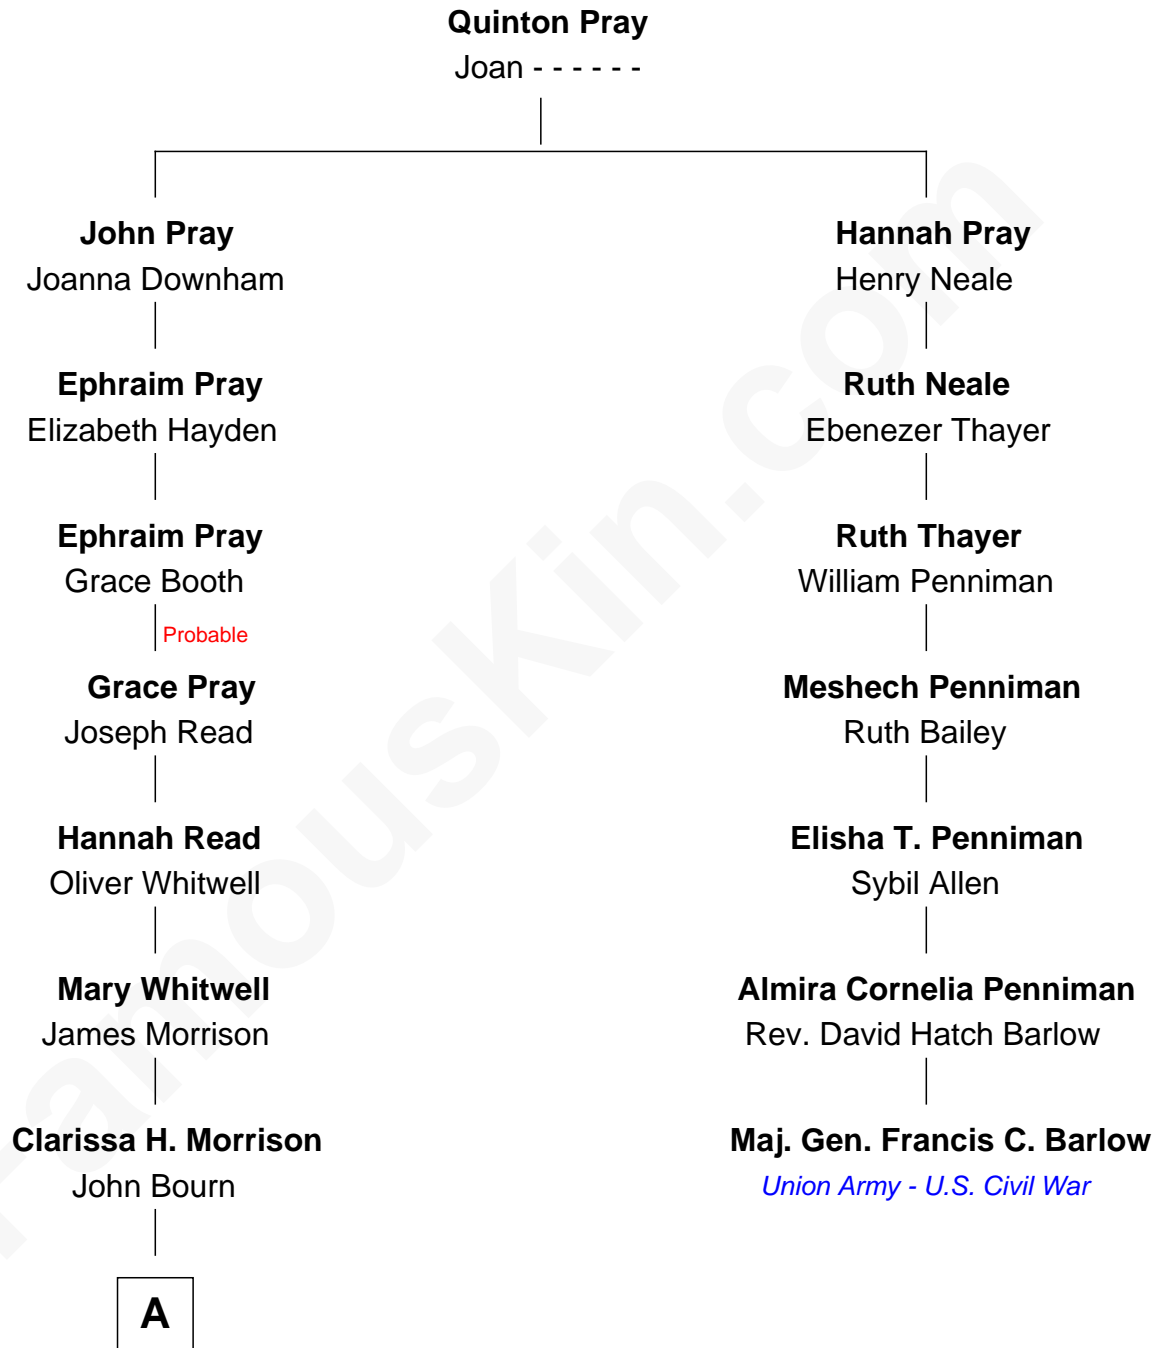 Quinton Pray
Joan - - - - - -
John Pray
Joanna Downham
Hannah Pray
Henry Neale
Ephraim Pray
Elizabeth Hayden
Ruth Neale
Ebenezer Thayer
Ephraim Pray
Grace Booth
Ruth Thayer
William Penniman
Probable
Grace Pray
Joseph Read
Meshech Penniman
Ruth Bailey
Hannah Read
Oliver Whitwell
Elisha T. Penniman
Sybil Allen
Mary Whitwell
James Morrison
Almira Cornelia Penniman
Rev. David Hatch Barlow
Clarissa H. Morrison
John Bourn
Maj. Gen. Francis C. Barlow
Union Army - U.S. Civil War
A
FamousKin.com